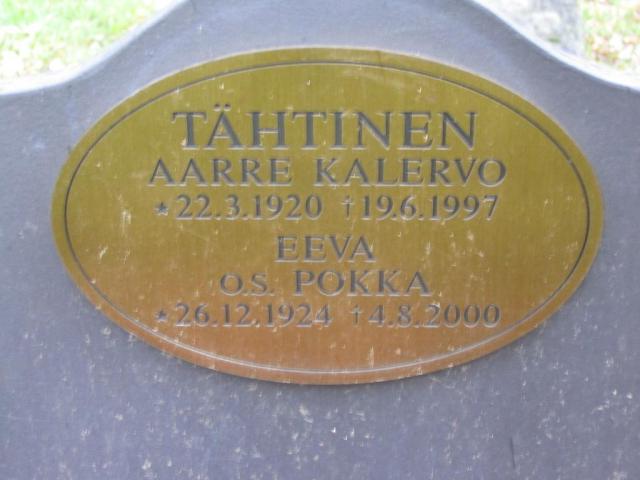 TÄHTINEN
AARRE KALERVO
*22.3.1920 †19.6.1997
EEVA
O.S. POKKA
*26.12.1924 †4.8.2000